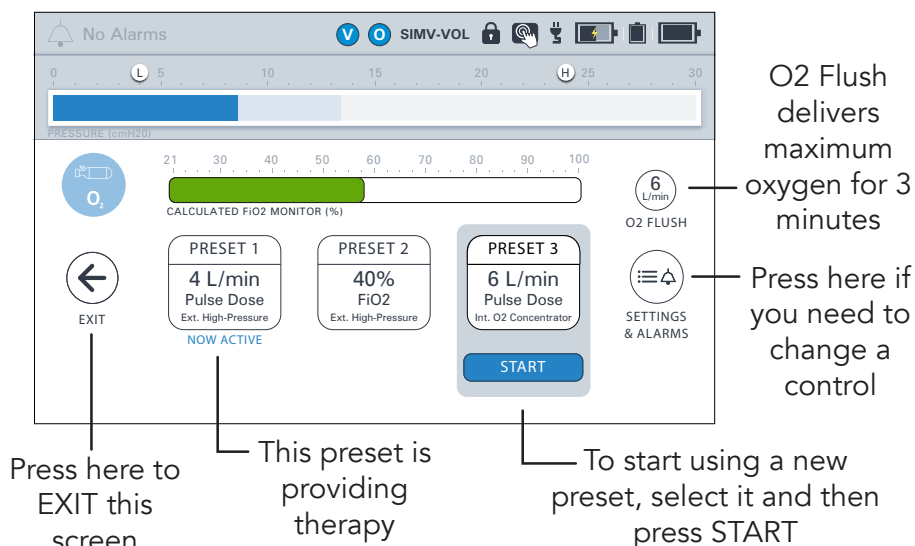 No Alarms
V O SIMV-VOL
0 L 5 10 15 20 H 25 30
PRESSURE (cmH20)
O2 Flush
delivers
maximum
oxygen for 3
minutes
21 30 40 50 60 70 80 90 100
CALCULATED FiO2 MONITOR (%)
O2
6
L/min
O2 FLUSH
EXIT
PRESET 1
4 L/min
Pulse Dose
Ext. High-Pressure
NOW ACTIVE
PRESET 2
40%
FiO2
Ext. High-Pressure
PRESET 3
6 L/min
Pulse Dose
Int. O2 Concentrator
START
SETTINGS
& ALARMS
Press here if
you need to
change a
control
Press here to
EXIT this
screen
This preset is
providing
therapy
To start using a new
preset, select it and then
press START